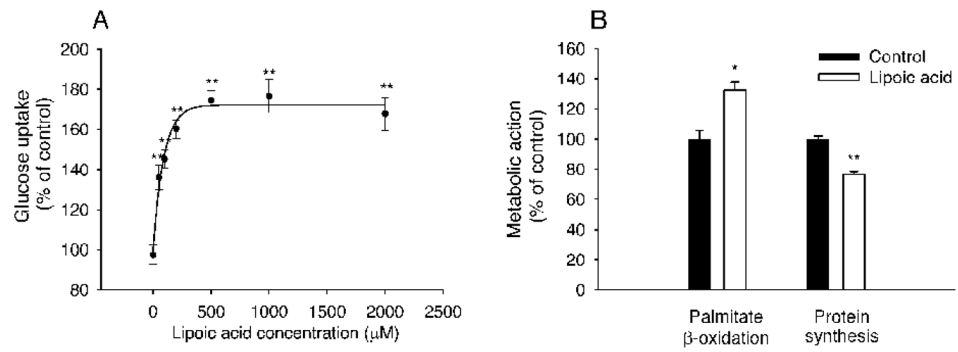 A
Glucose uptake
(% of control)
200
180
160
140
120
100
80
**
**
**
**
**
**
0
500
1000
1500
2000
2500
Lipoic acid concentration (μM)
B
Metabolic action
(% of control)
160
140
120
100
80
60
40
20
0
Control
Lipoic acid
*
**
Palmitate
β-oxidation
Protein
synthesis